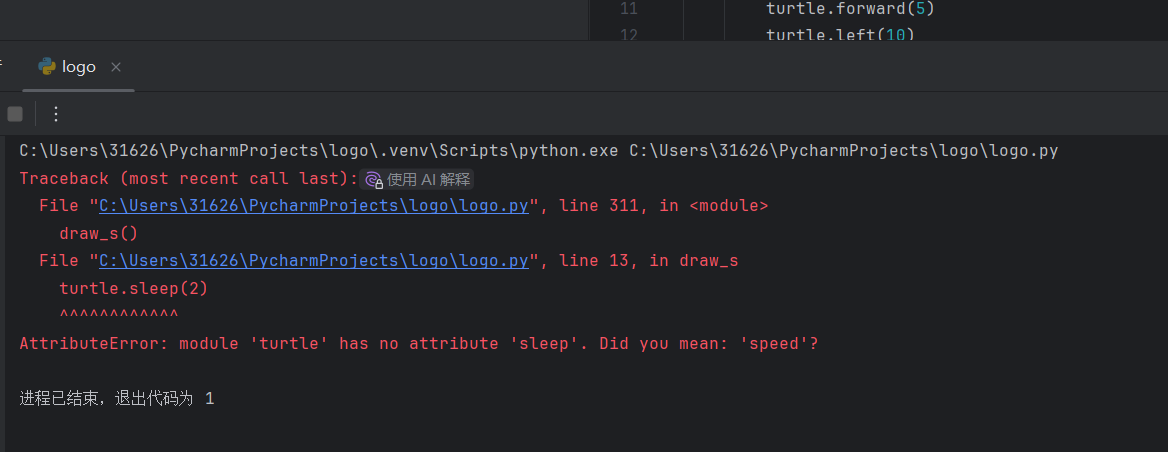 11 turtle.forward(5)
12 turtle.left(10)
logo ×
C:\Users\31626\PycharmProjects\logo\.venv\Scripts\python.exe C:\Users\31626\PycharmProjects\logo\logo.py
Traceback (most recent call last): 使用 AI 解释
File "C:\Users\31626\PycharmProjects\logo\logo.py", line 311, in <module>
draw_s()
File "C:\Users\31626\PycharmProjects\logo\logo.py", line 13, in draw_s
turtle.sleep(2)
^^^^^^^^^^^^
AttributeError: module 'turtle' has no attribute 'sleep'. Did you mean: 'speed'?
进程已结束，退出代码为 1